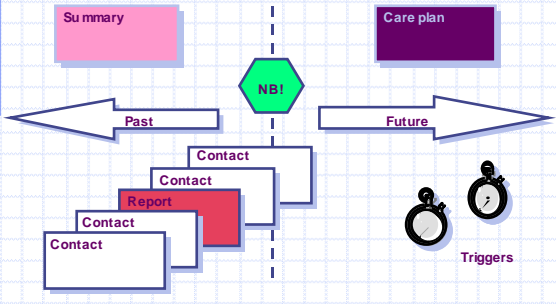 Summary
Care plan
NB!
Past
Future
Contact
Contact
Report
Contact
Contact
Triggers